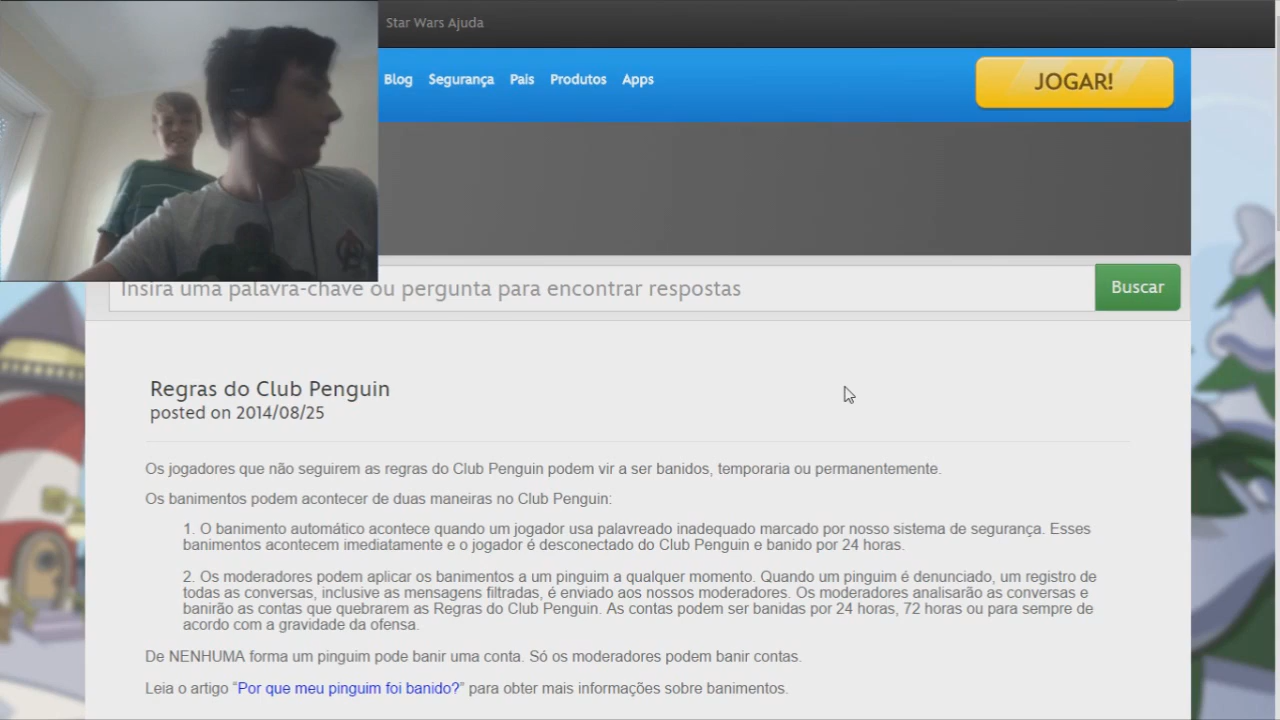 Star Wars Ajuda
Blog Segurança Pais Produtos Apps
JOGAR!
Insira uma palavra-chave ou pergunta para encontrar respostas
Buscar
Regras do Club Penguin
posted on 2014/08/25
Os jogadores que não seguirem as regras do Club Penguin podem vir a ser banidos, temporaria ou permanentemente.
Os banimentos podem acontecer de duas maneiras no Club Penguin:
1. O banimento automático acontece quando um jogador usa palavreado inadequado marcado por nosso sistema de segurança. Esses
banimentos acontecem imediatamente e o jogador é desconectado do Club Penguin e banido por 24 horas.
2. Os moderadores podem aplicar os banimentos a um pinguim a qualquer momento. Quando um pinguim é denunciado, um registro de
todas as conversas, inclusive as mensagens filtradas, é enviado aos nossos moderadores. Os moderadores analisarão as conversas e
banirão as contas que quebrarem as Regras do Club Penguin. As contas podem ser banidas por 24 horas, 72 horas ou para sempre de
acordo com a gravidade da ofensa.
De NENHUMA forma um pinguim pode banir uma conta. Só os moderadores podem banir contas.
Leia o artigo “Por que meu pinguim foi banido?” para obter mais informações sobre banimentos.